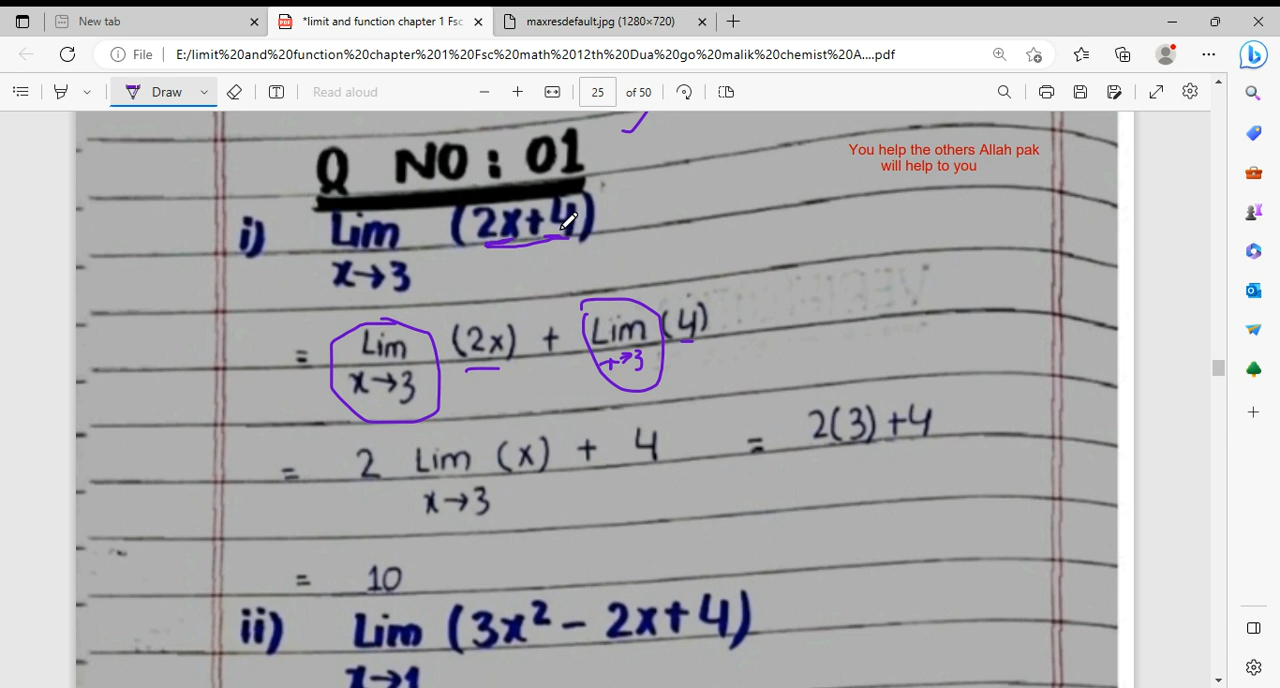 New tab
*limit and function chapter 1 Fsc
maxresdefault.jpg (1280×720)
File
E:/limit%20and%20function%20chapter%201%20Fsc%20math%2012th%20Dua%20go%20malik%20chemist%20A....pdf
Draw
Read aloud
25 of 50
You help the others Allah pak
will help to you
Q NO: 01
i) Lim (2x+4)
x→3
= Lim (2x) + Lim (4)
x→3 x→3
= 2 Lim (x) + 4 = 2(3)+4
x→3
= 10
ii) Lim (3x² - 2x+4)
x→1